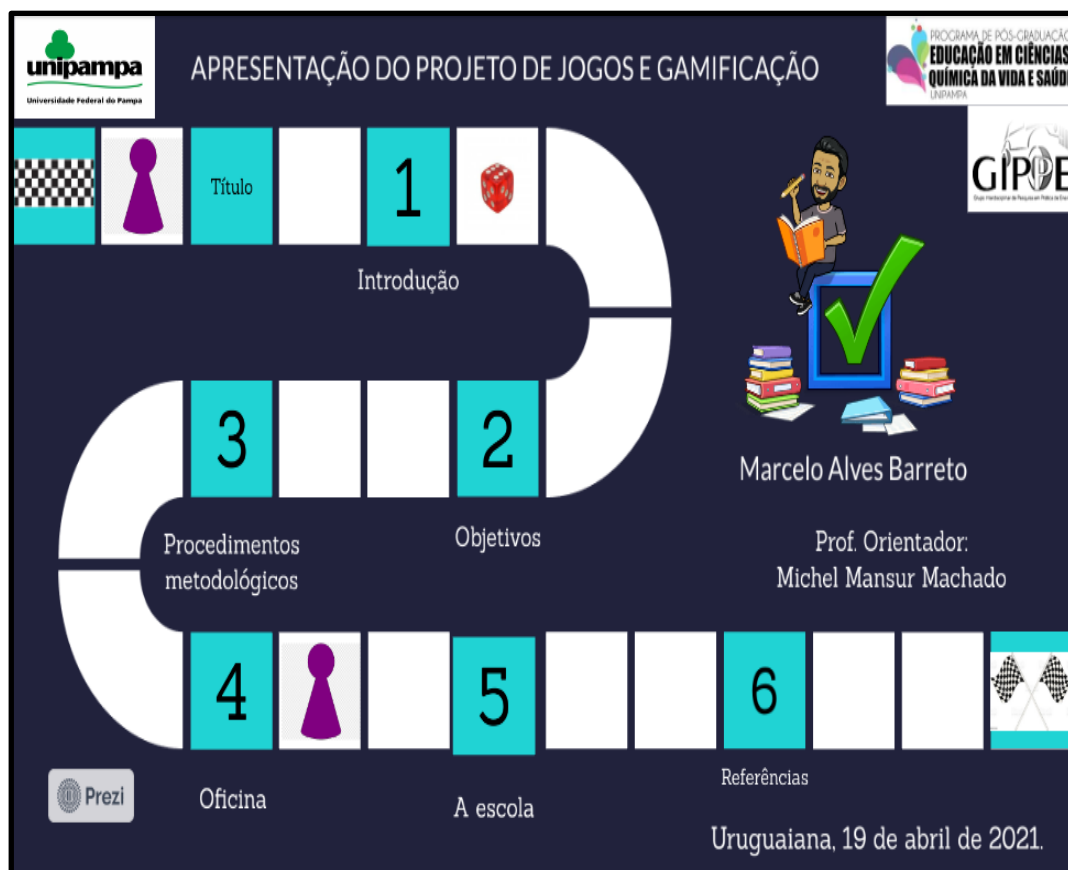 unipampa
Universidade Federal do Pampa
APRESENTAÇÃO DO PROJETO DE JOGOS E GAMIFICAÇÃO
PROGRAMA DE PÓS-GRADUAÇÃO
EDUCAÇÃO EM CIÊNCIAS
QUÍMICA DA VIDA E SAÚDE
UNIPAMPA
GIPPE
Título
1
Introdução
3
2
Procedimentos
metodológicos
Objetivos
Marcelo Alves Barreto
Prof. Orientador:
Michel Mansur Machado
4
5
6
Prezi
Oficina
A escola
Referências
Uruguaiana, 19 de abril de 2021.